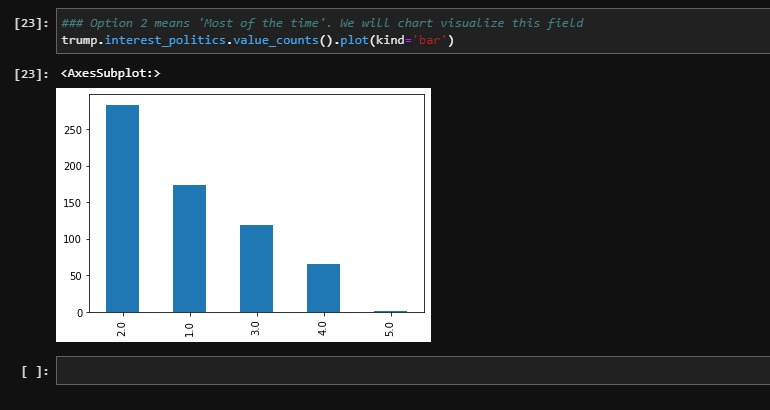 [23]: ### Option 2 means 'Most of the time'. We will chart visualize this field
trump.interest_politics.value_counts().plot(kind='bar')
[23]: <AxesSubplot:>
250
200
150
100
50
0
2.0 1.0 3.0 4.0 5.0
[ ]: